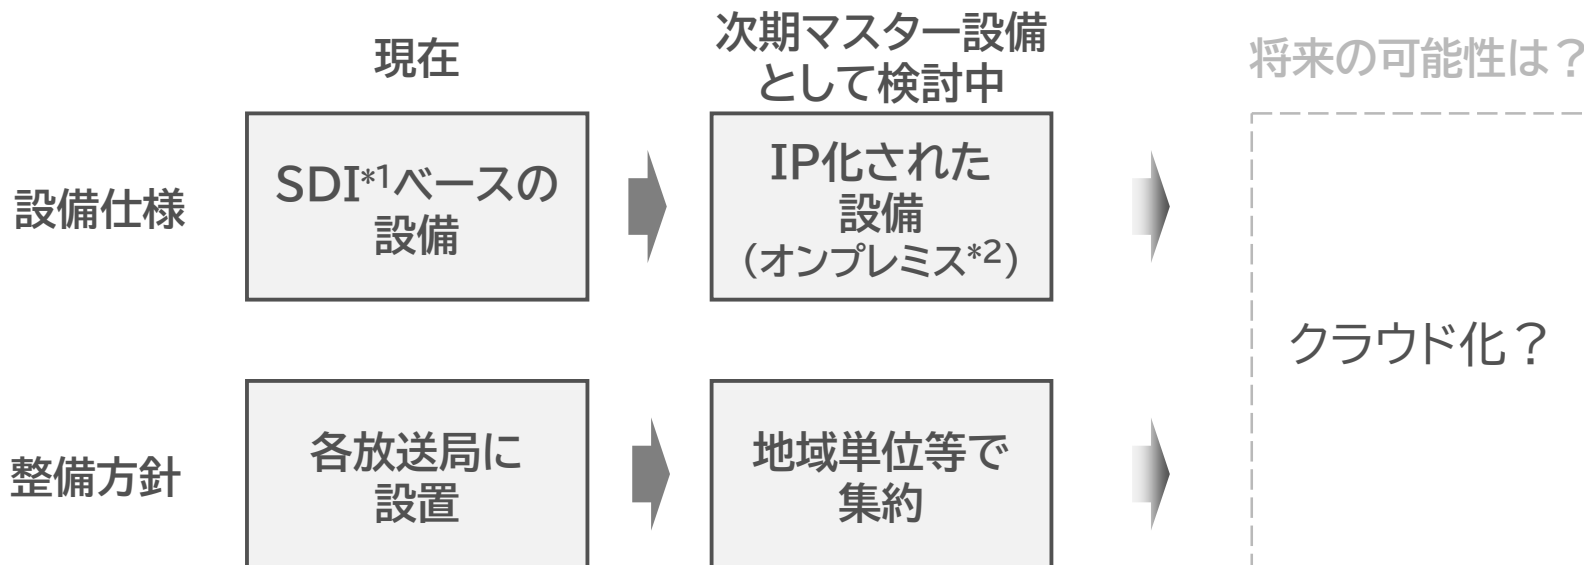 現在
次期マスター設備
として検討中
将来の可能性は？
設備仕様
SDI*1ベースの
設備
IP化された
設備
（オンプレミス*2）
クラウド化？
整備方針
各放送局に
設置
地域単位等で
集約